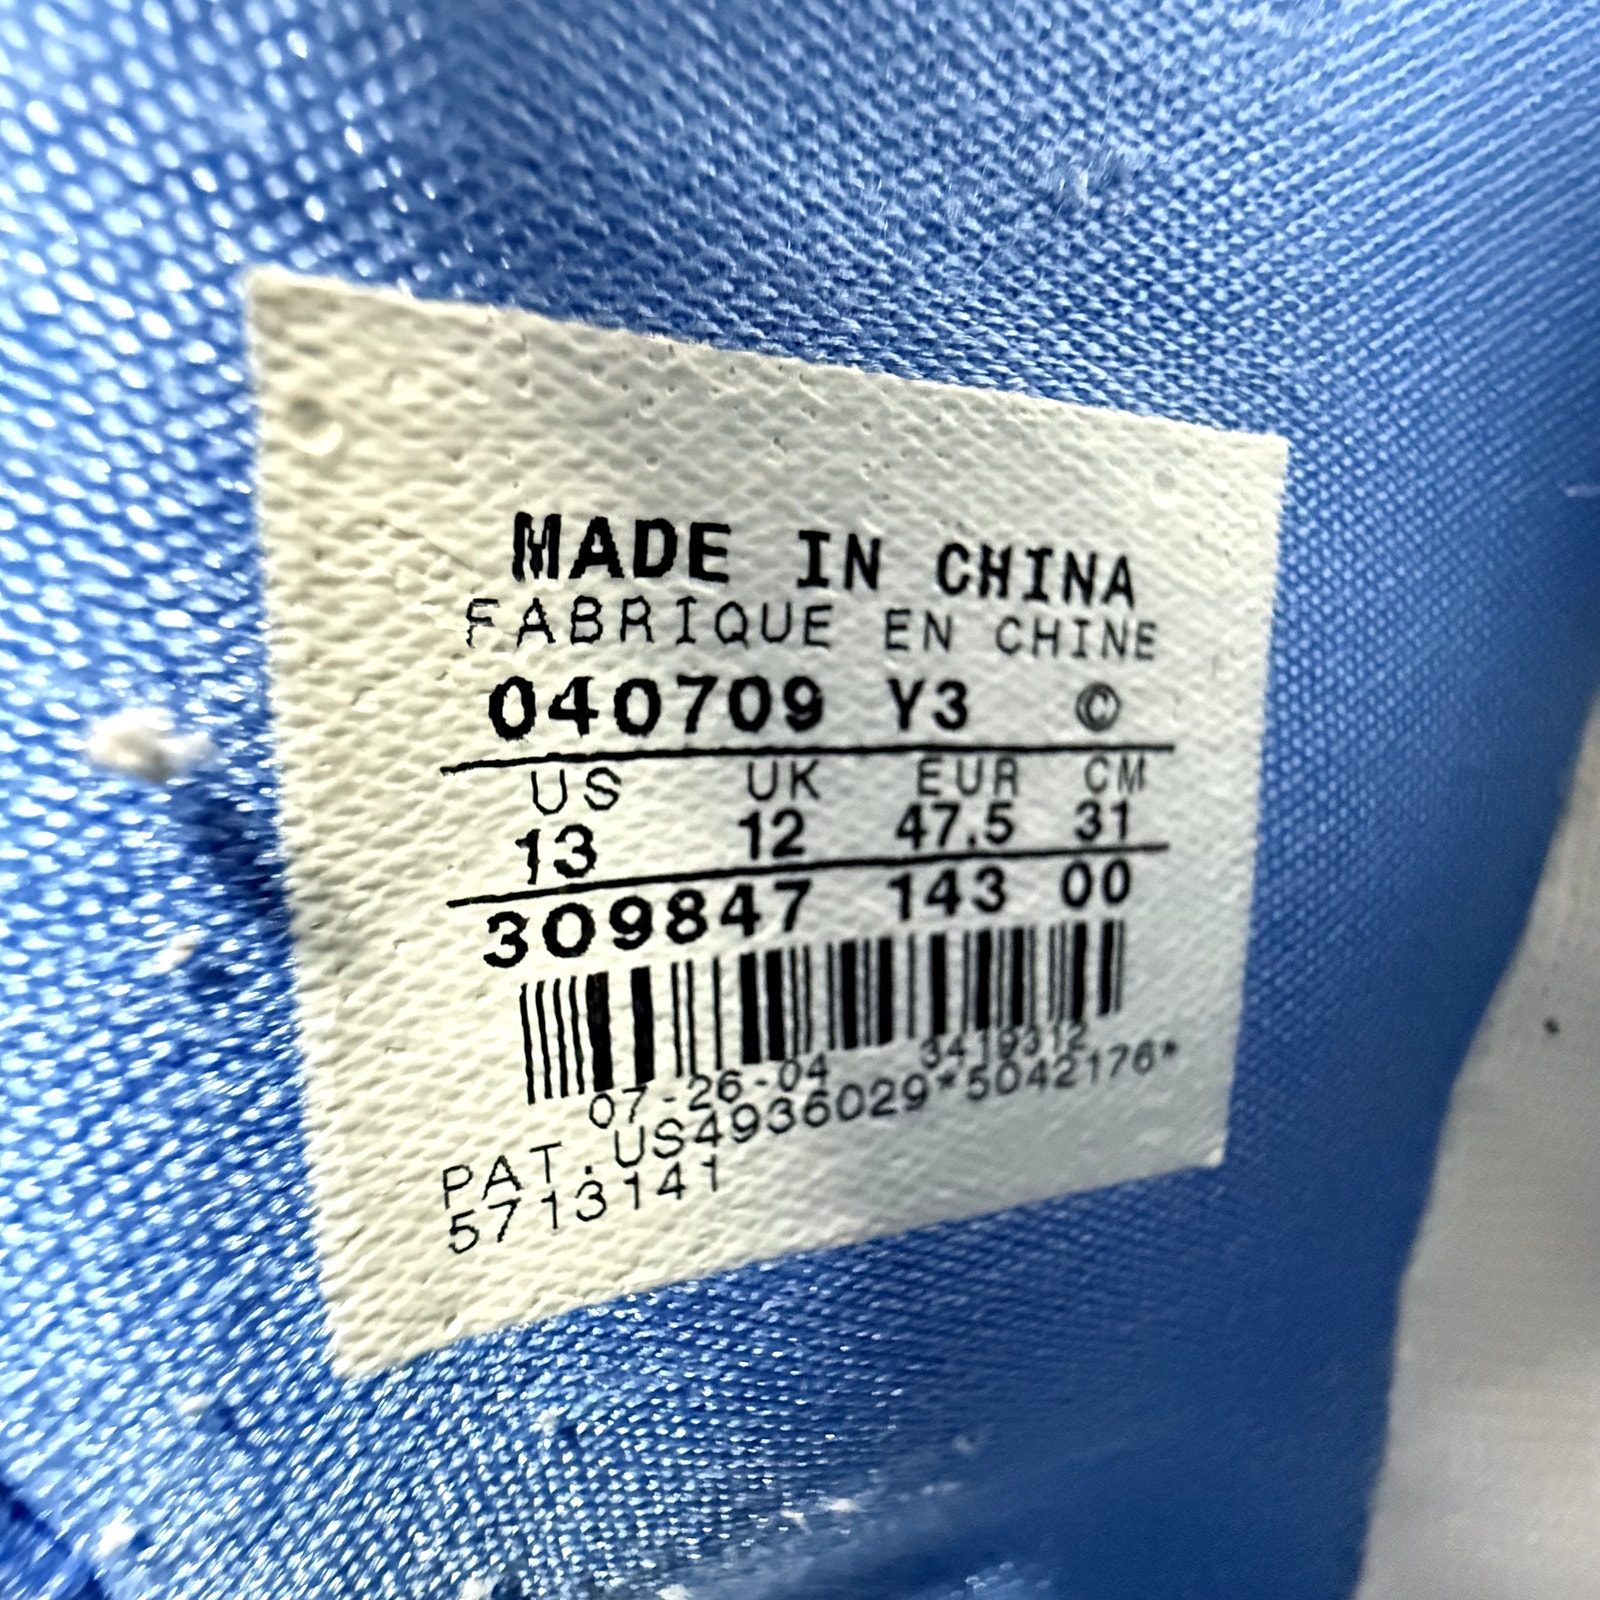 MADE IN CHINA
FABRIQUE EN CHINE
040709 Y3 ©
US UK EUR CM
13 12 47.5 31
309847 143 00
07-26-04 3419312
PAT.US4936029*5042176*
5713141